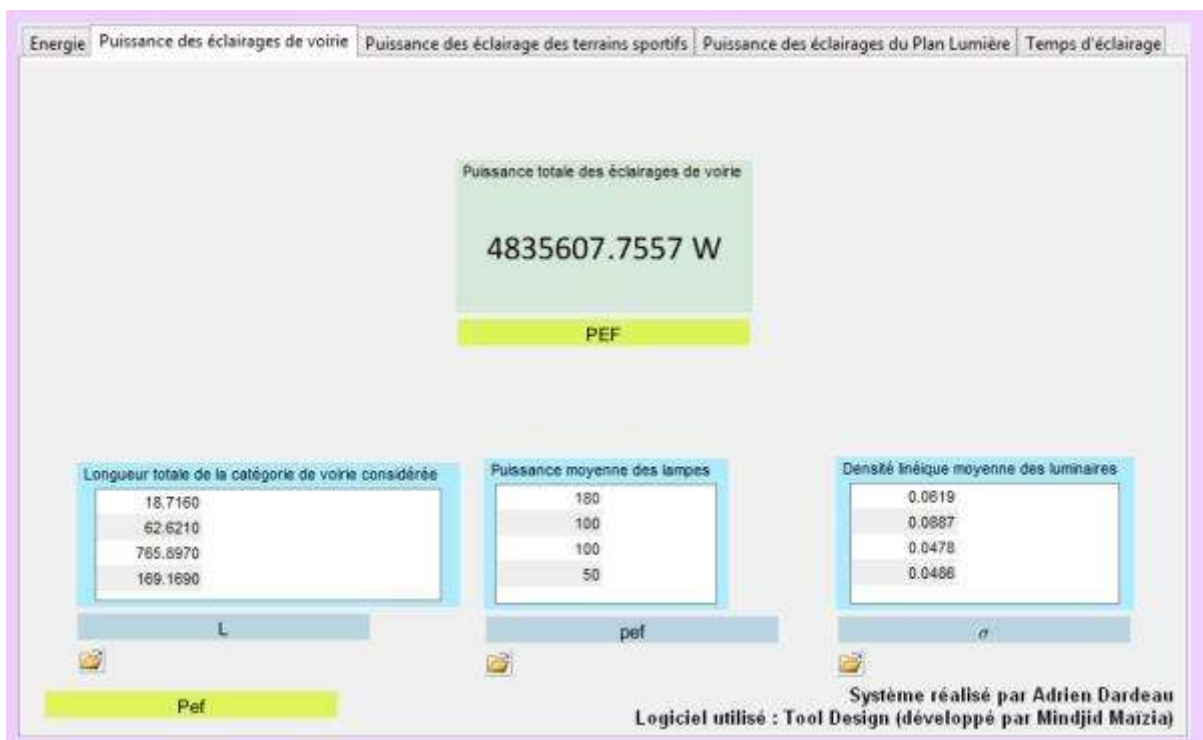 Energie Puissance des éclairages de voirie Puissance des éclairage des terrains sportifs Puissance des éclairages du Plan Lumière Temps d'éclairage
Puissance totale des éclairages de voirie
4835607.7557 W
PEF
Longueur totale de la catégorie de voirie considérée
18.7160
62.6210
765.8970
169.1690
L
Puissance moyenne des lampes
180
100
100
50
pef
Densité linéique moyenne des luminaires
0.0619
0.0887
0.0478
0.0486
σ
Pef
Système réalisé par Adrien Dardeau
Logiciel utilisé : Tool Design (développé par Mindjid Maïzia)